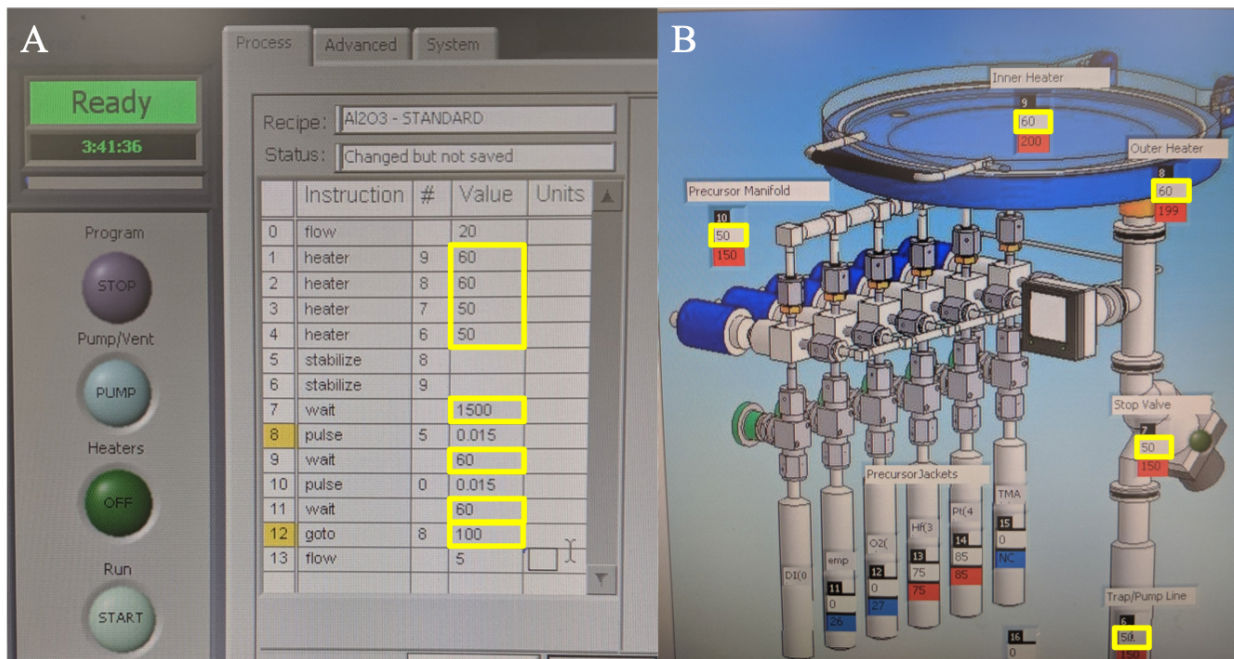 A
Ready
3:41:36
Program
STOP
Pump/Vent
PUMP
Heaters
OFF
Run
START
Process Advanced System
Recipe: Al2O3 - STANDARD
Status: Changed but not saved
Instruction # Value Units
0 flow 20
1 heater 9 60
2 heater 8 60
3 heater 7 50
4 heater 6 50
5 stabilize 8
6 stabilize 9
7 wait 1500
8 pulse 5 0.015
9 wait 60
10 pulse 0 0.015
11 wait 60
12 goto 8 100
13 flow 5
B
Inner Heater
9
60
200
Outer Heater
8
60
199
Precursor Manifold
10
50
150
Stop Valve
7
50
150
PrecursorJackets
D1(0
emp
11
0
26
O2(
12
0
27
Hf(3
13
75
75
Pt(4
14
85
85
TMA
15
0
NC
16
0
Trap/Pump Line
6
50
150